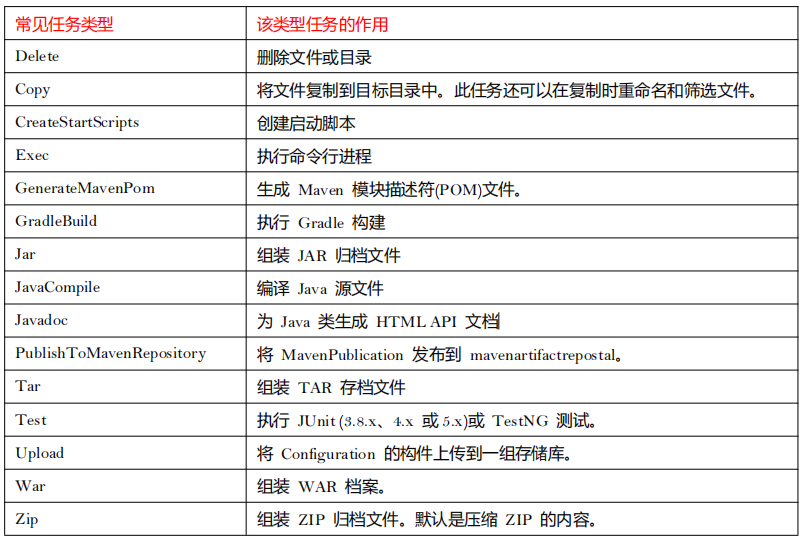 常见任务类型 该类型任务的作用
Delete 删除文件或目录
Copy 将文件复制到目标目录中。此任务还可以在复制时重命名和筛选文件。
CreateStartScripts 创建启动脚本
Exec 执行命令行进程
GenerateMavenPom 生成 Maven 模块描述符(POM)文件。
GradleBuild 执行 Gradle 构建
Jar 组装 JAR 归档文件
JavaCompile 编译 Java 源文件
Javadoc 为 Java 类生成 HTML API 文档
PublishToMavenRepository 将 MavenPublication 发布到 mavenartifactrepostal。
Tar 组装 TAR 存档文件
Test 执行 JUnit (3.8.x、4.x 或 5.x)或 TestNG 测试。
Upload 将 Configuration 的构件上传到一组存储库。
War 组装 WAR 档案。
Zip 组装 ZIP 归档文件。默认是压缩 ZIP 的内容。